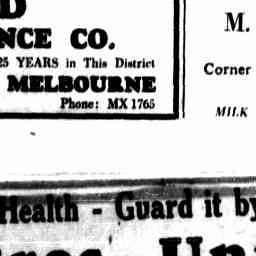 D
NCE CO.
25 YEARS in This District
MELBOURNE
Phone: MX 1765
M.
Corner
MILK
Health - Guard it by